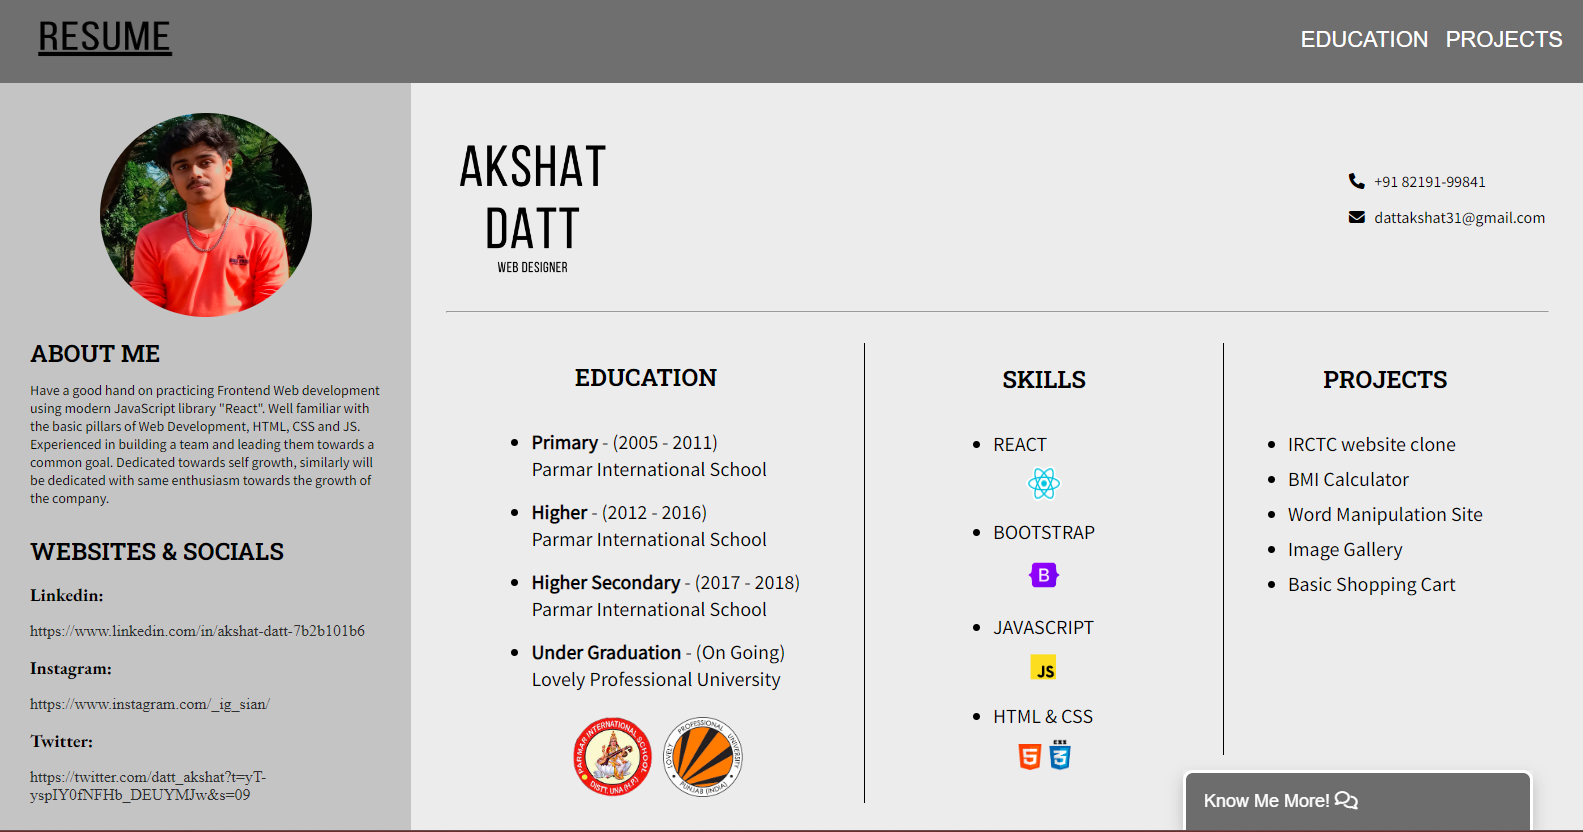 RESUME
EDUCATION PROJECTS
ABOUT ME
Have a good hand on practicing Frontend Web development
using modern JavaScript library "React". Well familiar with
the basic pillars of Web Development, HTML, CSS and JS.
Experienced in building a team and leading them towards a
common goal. Dedicated towards self growth, similarly will
be dedicated with same enthusiasm towards the growth of
the company.
WEBSITES & SOCIALS
Linkedin:
https://www.linkedin.com/in/akshat-datt-7b2b101b6
Instagram:
https://www.instagram.com/_ig_sian/
Twitter:
https://twitter.com/datt_akshat?t=yT-
yspIY0fNFHb_DEUYMJw&s=09
AKSHAT
DATT
WEB DESIGNER
+91 82191-99841
dattakshat31@gmail.com
EDUCATION
Primary - (2005 - 2011)
Parmar International School
Higher - (2012 - 2016)
Parmar International School
Higher Secondary - (2017 - 2018)
Parmar International School
Under Graduation - (On Going)
Lovely Professional University
PARMAR INTERNATIONAL SCHOOL
DISTT. UNA (H.P.)
LOVELY PROFESSIONAL UNIVERSITY
PUNJAB (INDIA)
SKILLS
REACT
BOOTSTRAP
B
JAVASCRIPT
JS
HTML & CSS
5
CSS
3
PROJECTS
IRCTC website clone
BMI Calculator
Word Manipulation Site
Image Gallery
Basic Shopping Cart
Know Me More!